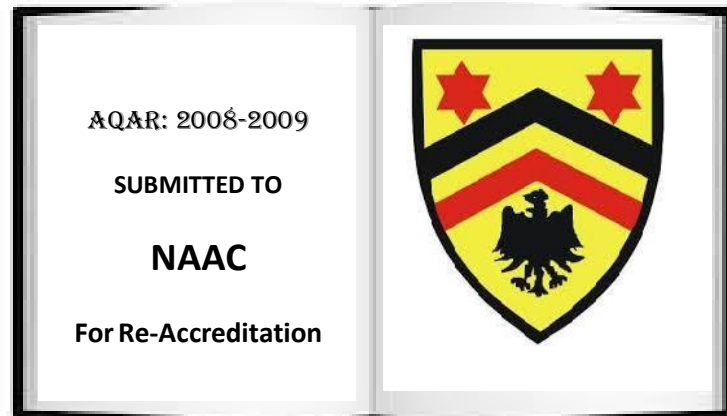 AQAR: 2008-2009
SUBMITTED TO
NAAC
For Re-Accreditation